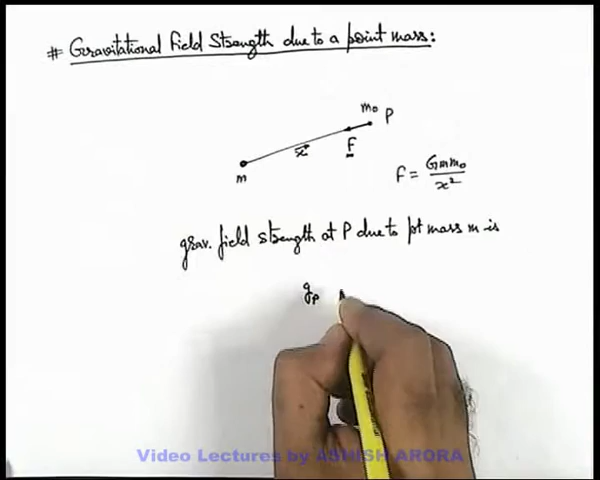 # Gravitational Field Strength due to a point mass:
m₀ P
x⃗ F
m
F = Gmm₀/x²
grav. field strength at P due to pt mass m is
gₚ
Video Lectures by ASHISH ARORA